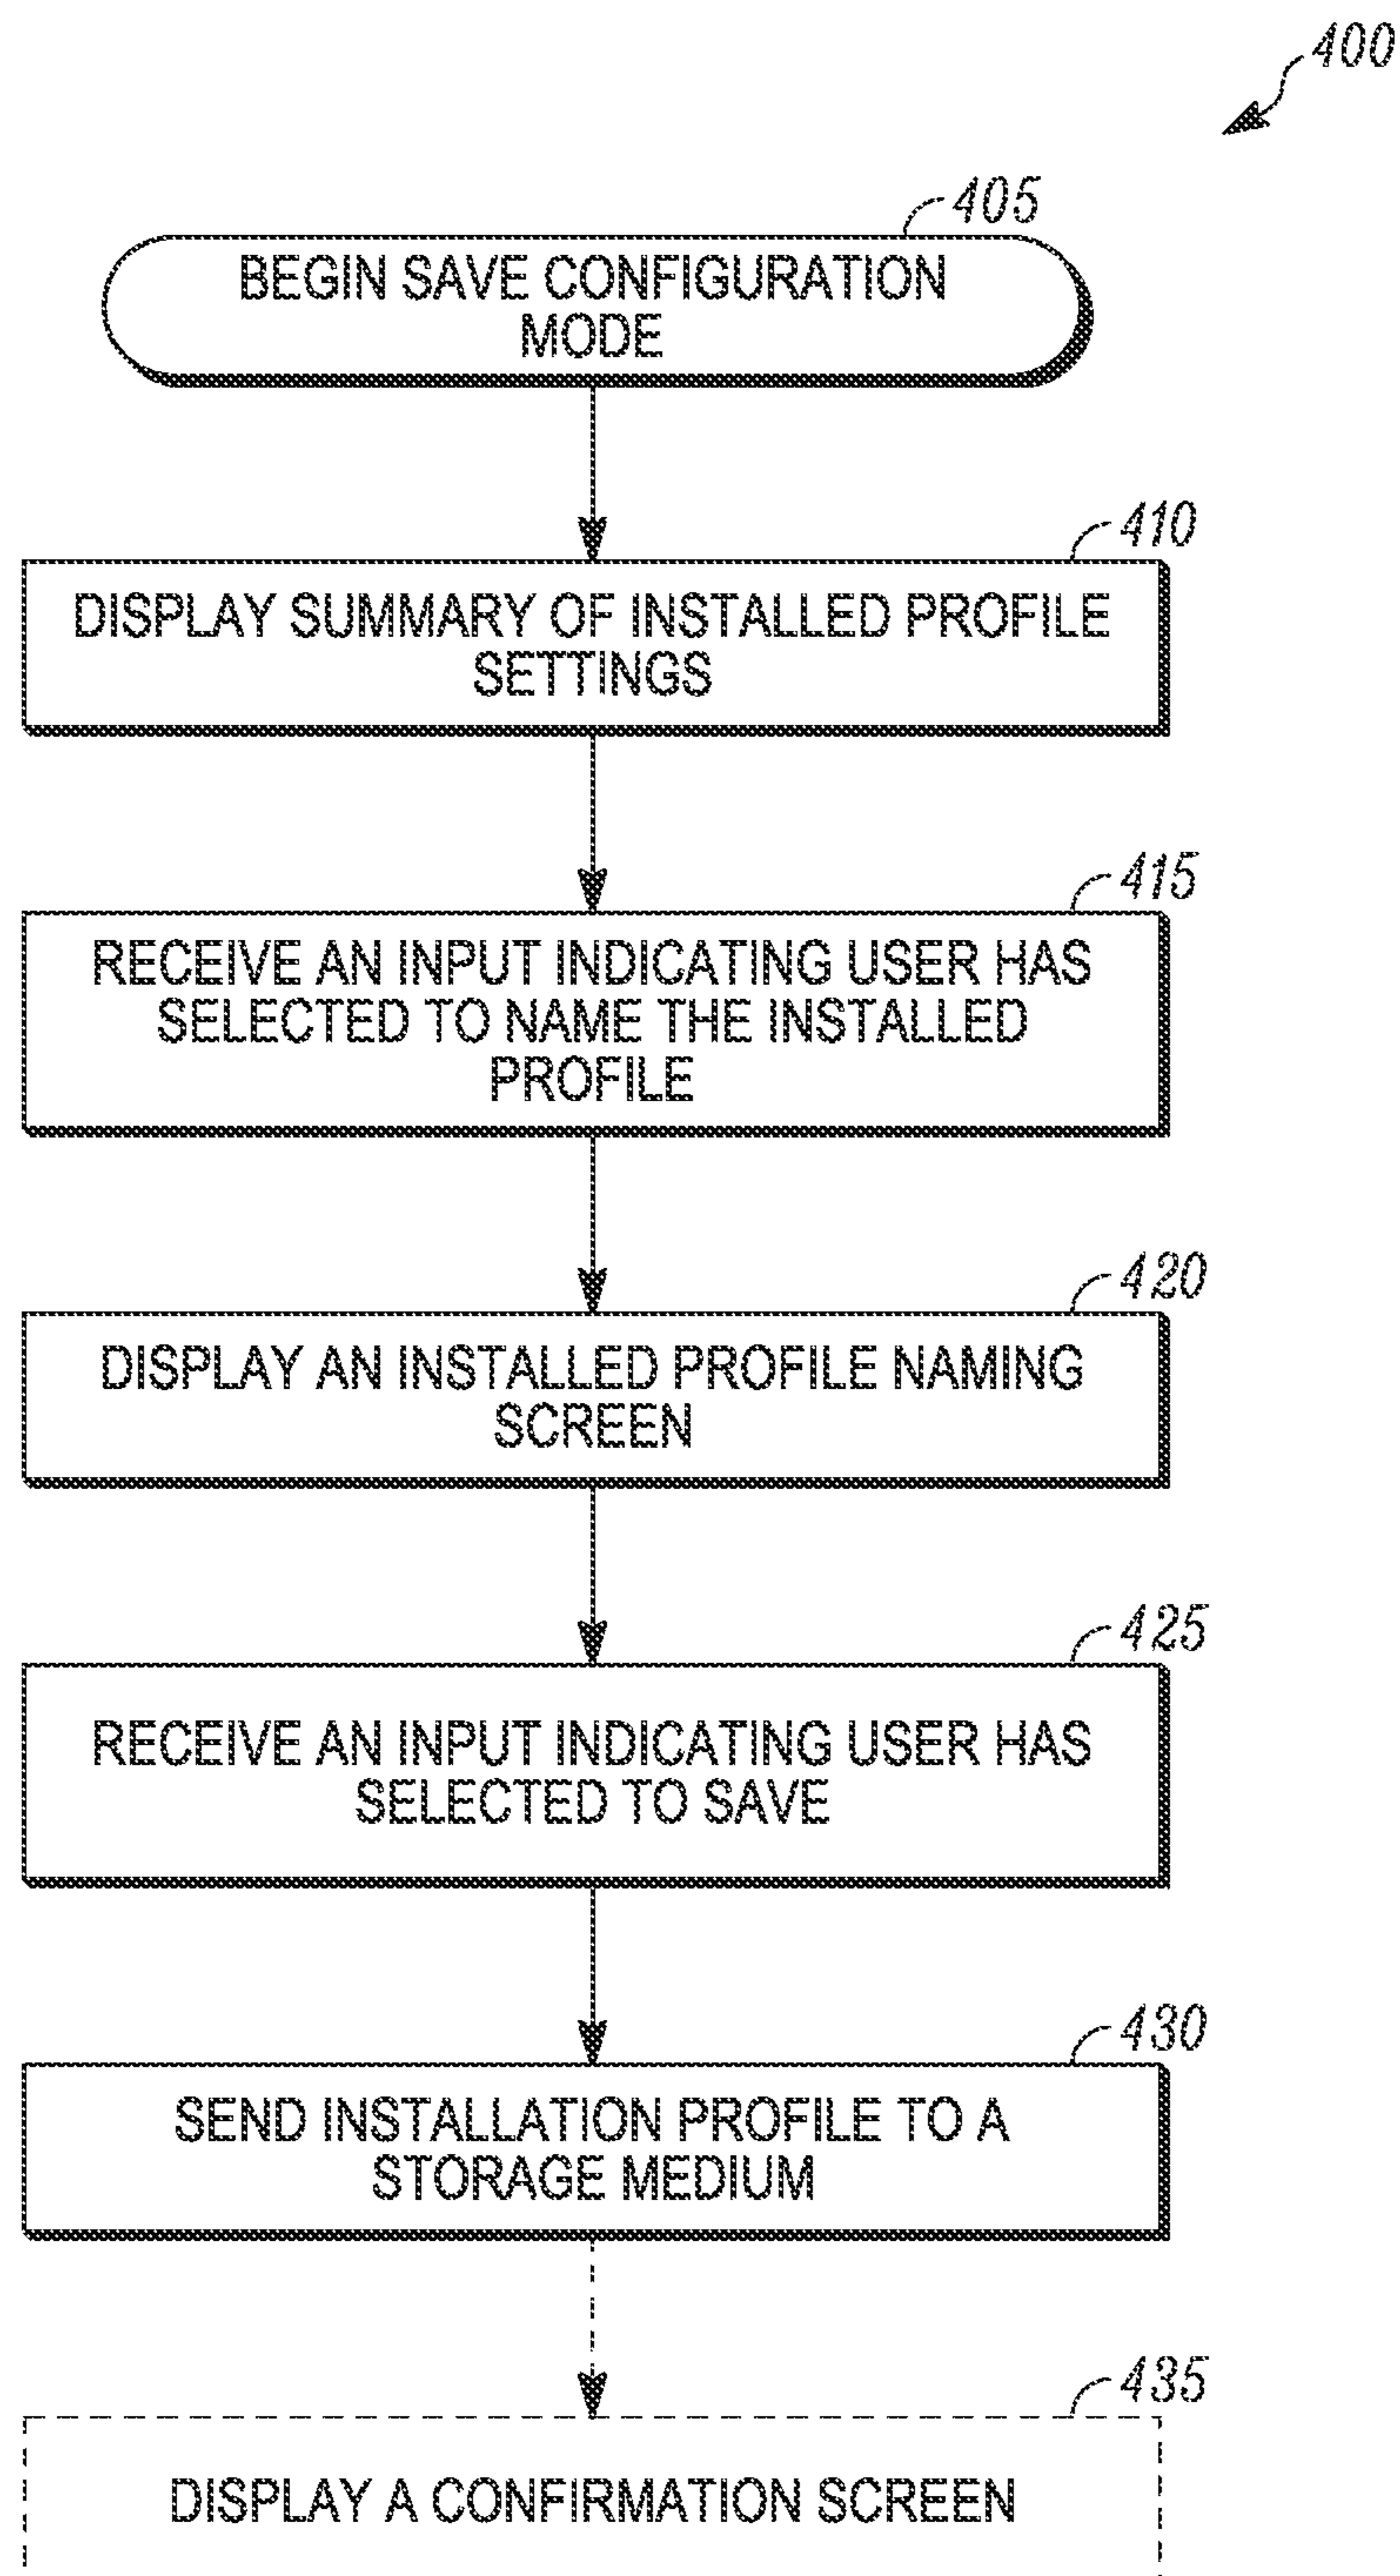 400
405
BEGIN SAVE CONFIGURATION
MODE
410
DISPLAY SUMMARY OF INSTALLED PROFILE
SETTINGS
415
RECEIVE AN INPUT INDICATING USER HAS
SELECTED TO NAME THE INSTALLED
PROFILE
420
DISPLAY AN INSTALLED PROFILE NAMING
SCREEN
425
RECEIVE AN INPUT INDICATING USER HAS
SELECTED TO SAVE
430
SEND INSTALLATION PROFILE TO A
STORAGE MEDIUM
435
DISPLAY A CONFIRMATION SCREEN